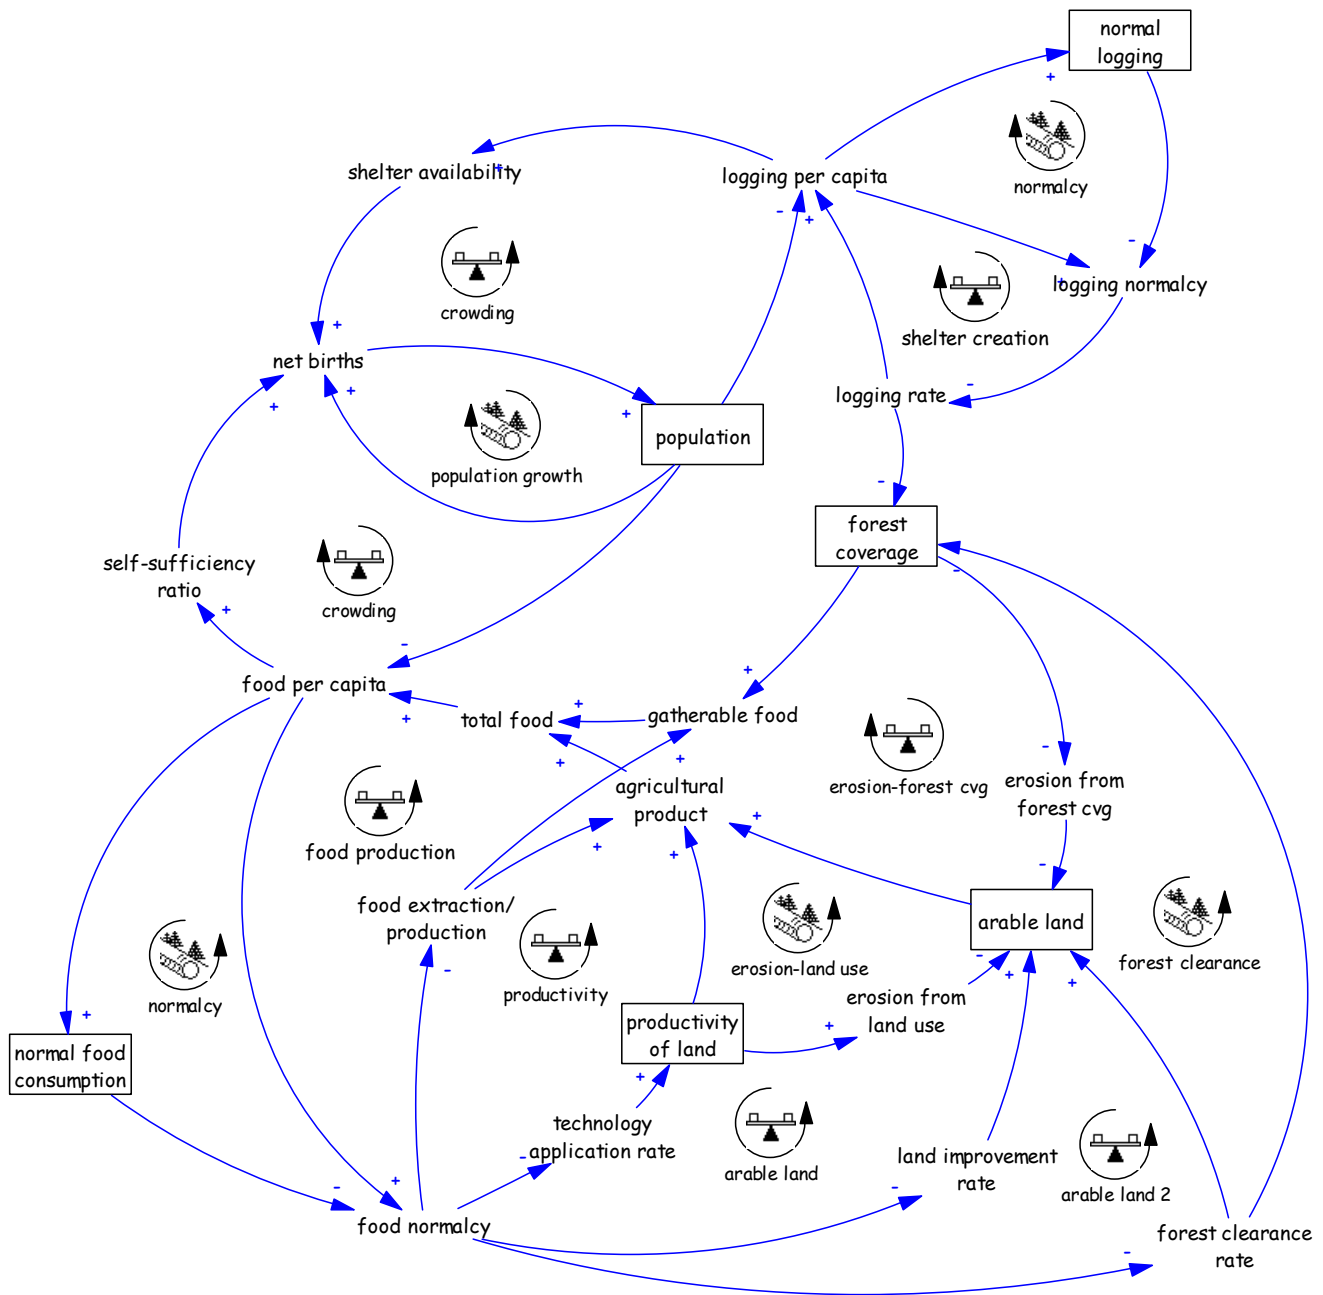 normal
logging
+
normalcy
shelter availability
+
logging per capita
-
+
-
crowding
+
logging normalcy
shelter creation
+
net births
+
+
-
logging rate
+
population
population growth
-
forest
coverage
-
self-sufficiency
ratio
+
crowding
-
+
food per capita
+
+
total food
+
gatherable food
-
+
+
erosion-forest cvg
erosion from
forest cvg
agricultural
product
+
+
+
food production
-
food extraction/
production
-
arable land
normalcy
productivity
erosion-land use
forest clearance
-
+
+
erosion from
land use
+
productivity
of land
+
normal food
consumption
+
technology
application rate
-
arable land
land improvement
rate
arable land 2
-
+
-
food normalcy
forest clearance
rate
-